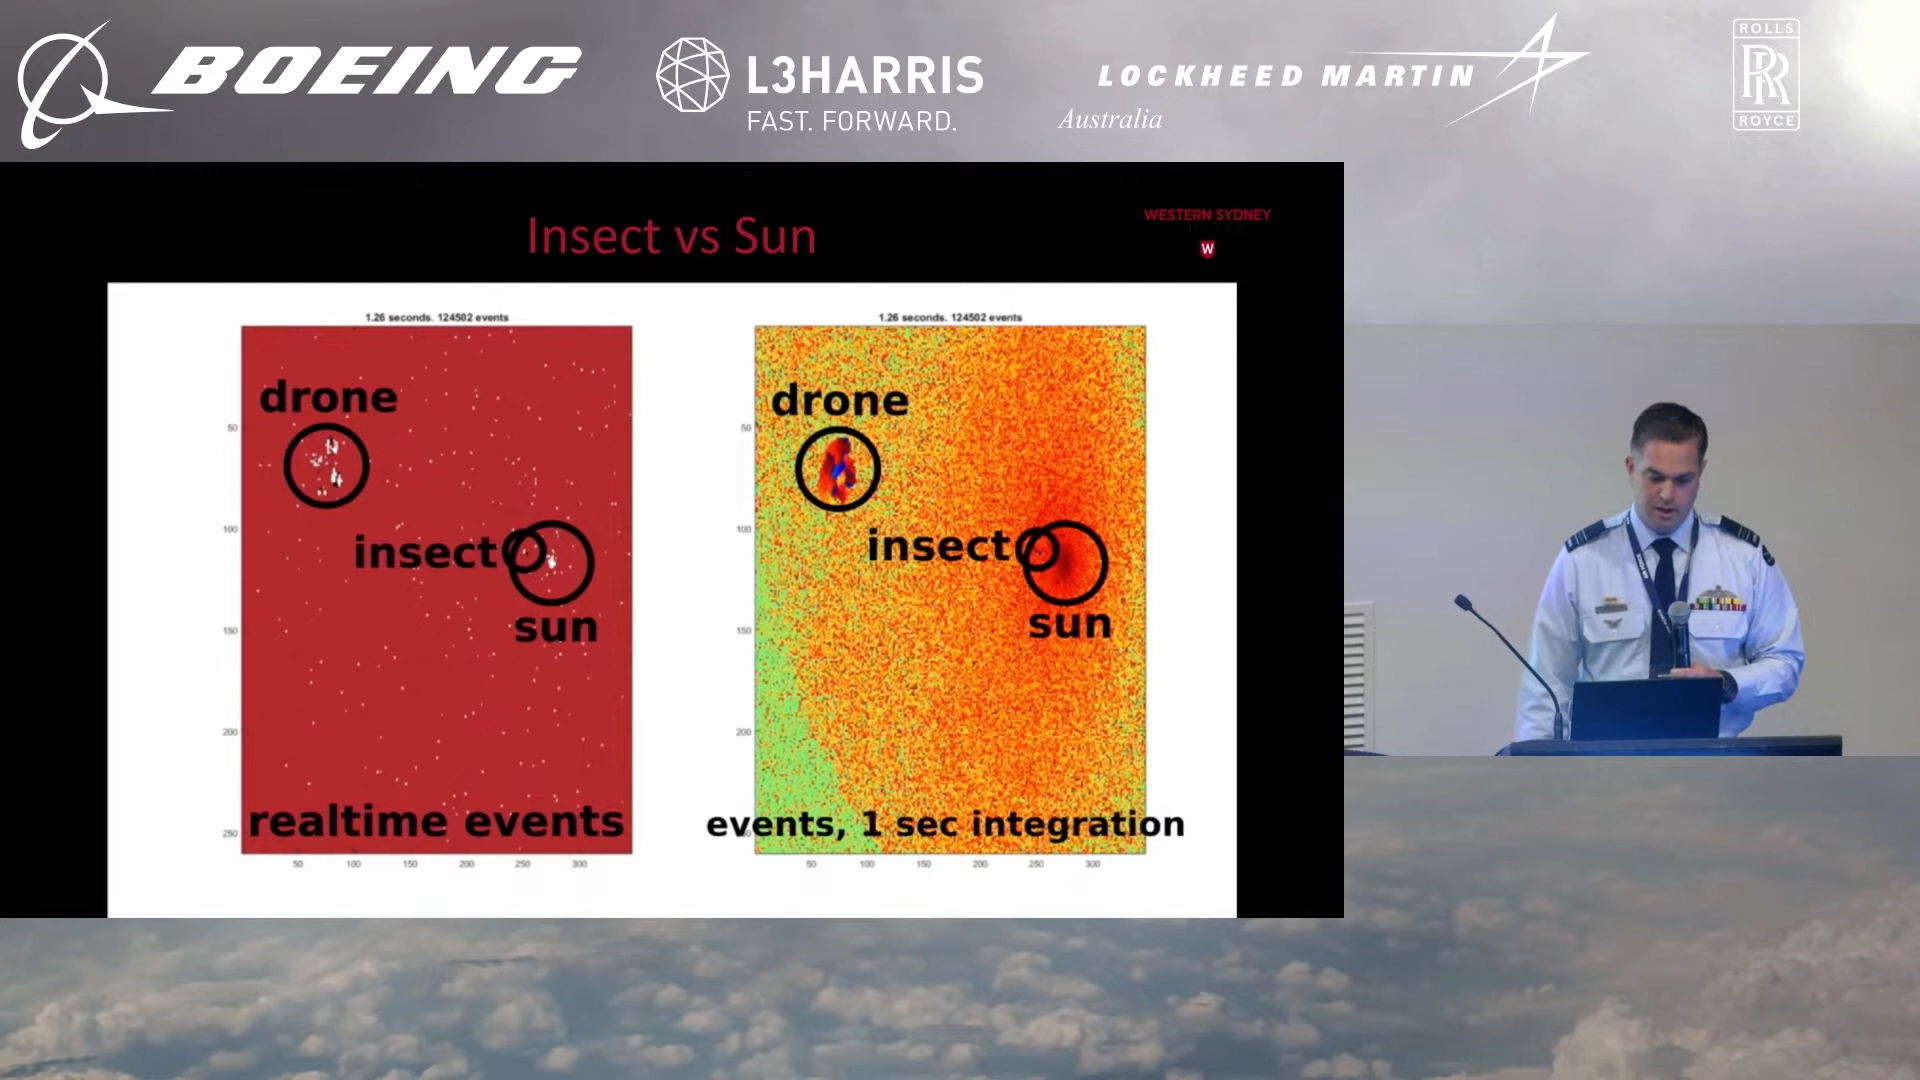 BOEING
L3HARRIS
FAST. FORWARD.
LOCKHEED MARTIN
Australia
ROLLS
RR
ROYCE
Insect vs Sun
WESTERN SYDNEY
W
1.26 seconds. 124502 events
drone
insect
sun
realtime events
50
100
150
200
250
50
100
150
200
250
300
1.26 seconds. 124502 events
drone
insect
sun
events, 1 sec integration
50
100
150
200
50
100
150
200
250
300